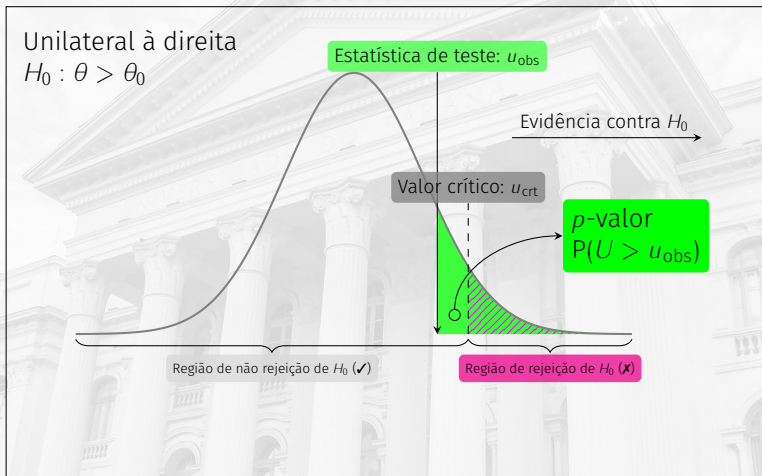 Unilateral à direita
H₀ : θ > θ₀
Estatística de teste: u_obs
Evidência contra H₀
Valor crítico: u_crt
p-valor
P(U > u_obs)
Região de não rejeição de H₀ (✓)
Região de rejeição de H₀ (✗)